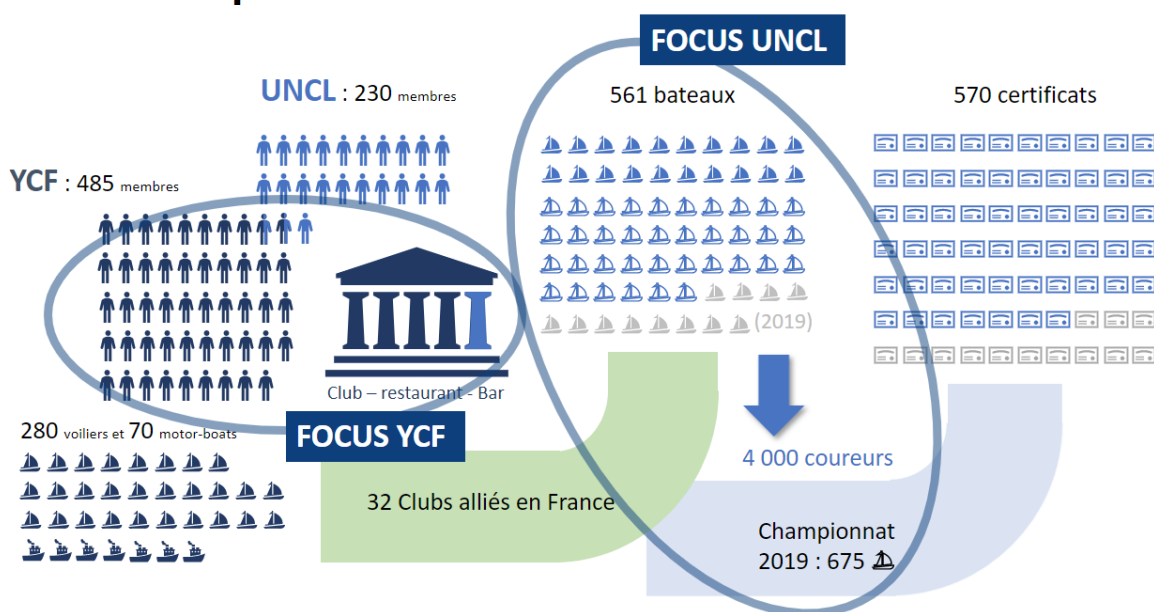 FOCUS UNCL
UNCL : 230 membres
561 bateaux
570 certificats
YCF : 485 membres
(2019)
Club – restaurant - Bar
280 voiliers et 70 motor-boats
FOCUS YCF
4 000 coureurs
32 Clubs alliés en France
Championnat
2019 : 675